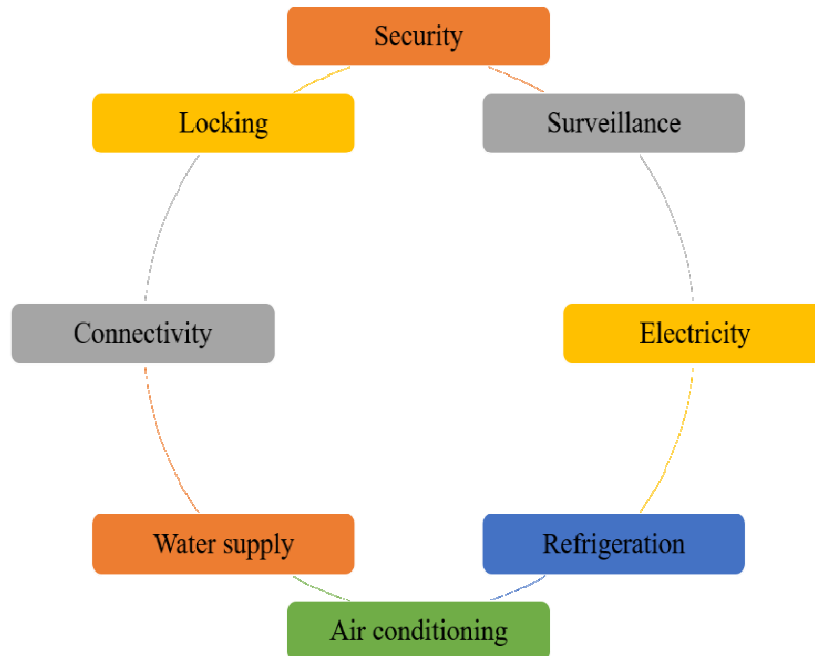 Security
Locking
Surveillance
Connectivity
Electricity
Water supply
Refrigeration
Air conditioning